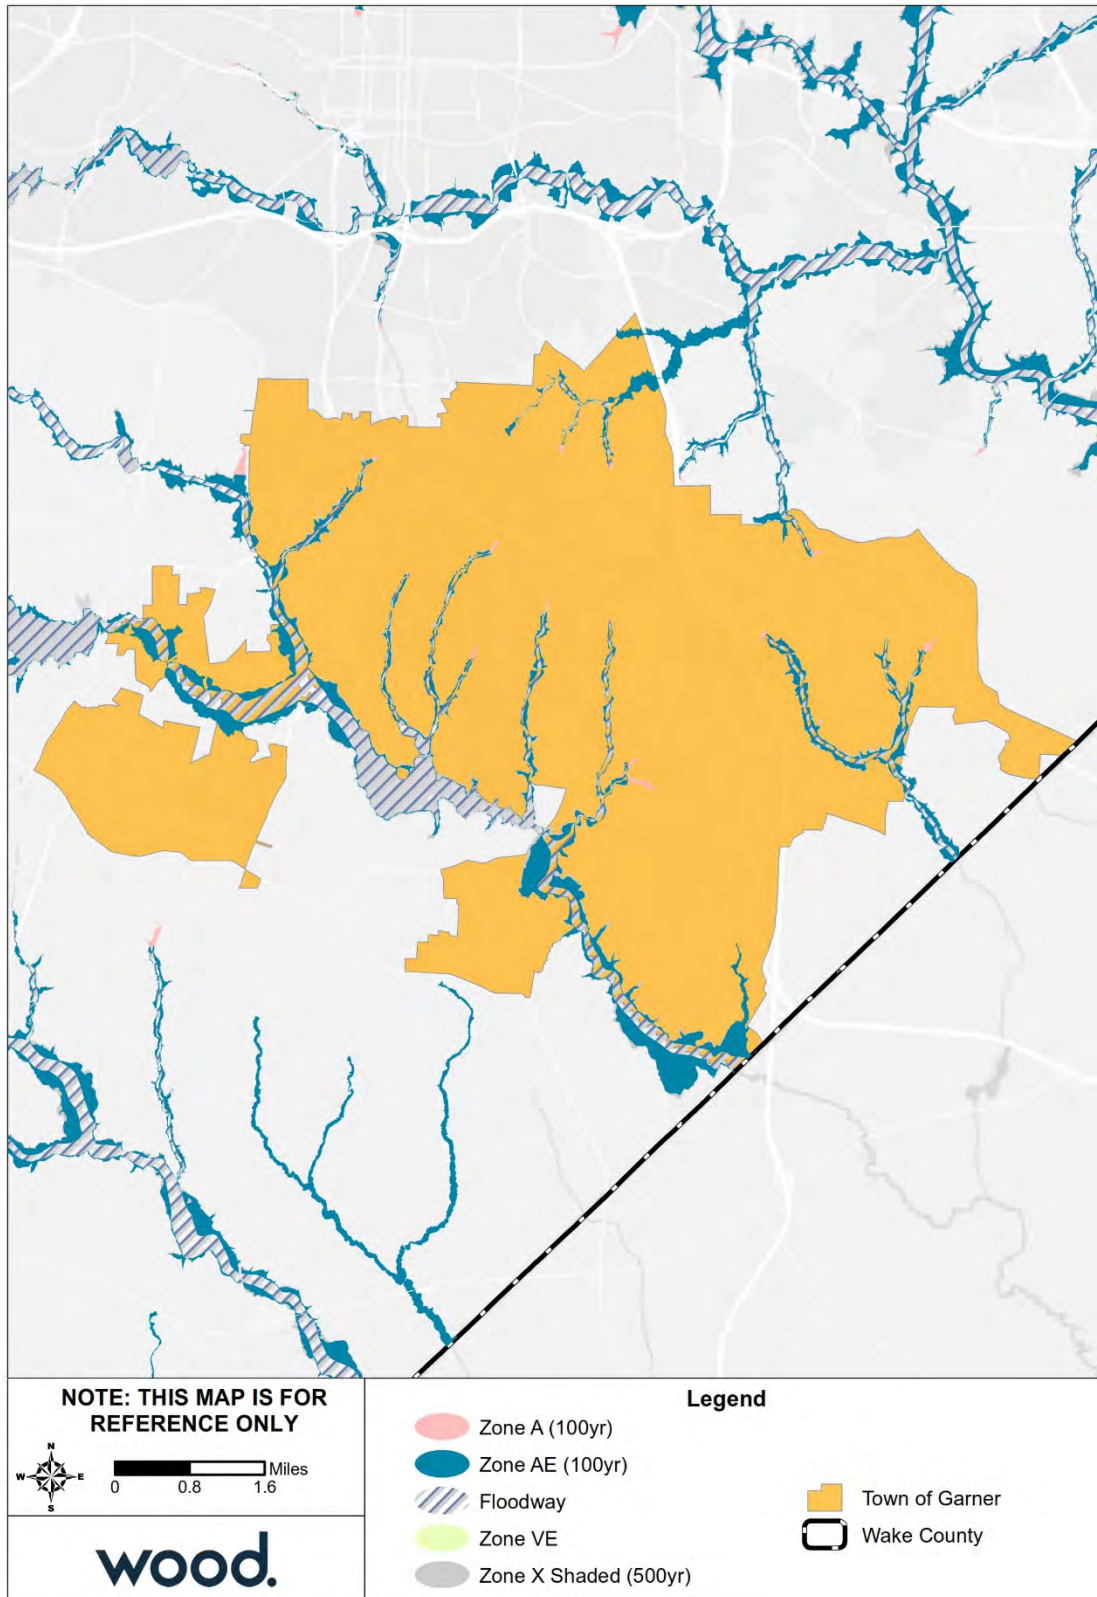 NOTE: THIS MAP IS FOR
REFERENCE ONLY
N
W E
S
Miles
0 0.8 1.6
wood.
Legend
Zone A (100yr)
Zone AE (100yr)
Floodway
Zone VE
Zone X Shaded (500yr)
Town of Garner
Wake County